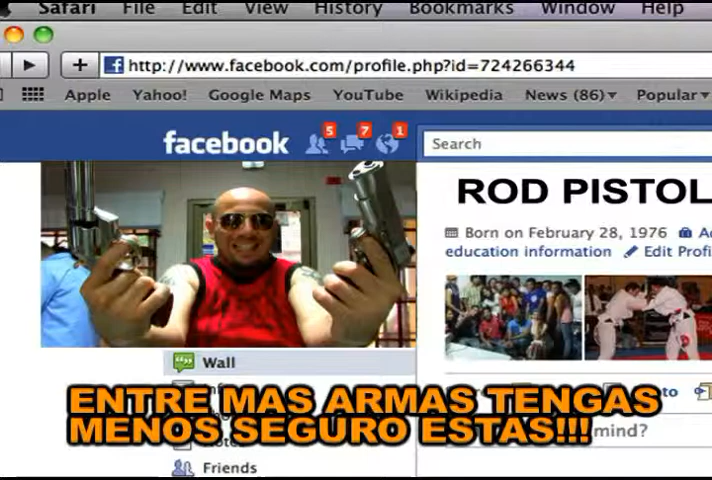 Safari File Edit View History Bookmarks Window Help
http://www.facebook.com/profile.php?id=724266344
Apple Yahoo! Google Maps YouTube Wikipedia News (86) Popular
facebook 5 7 1 Search
ROD PISTOL
Born on February 28, 1976
education information Edit Profi
Wall
ENTRE MAS ARMAS TENGAS
MENOS SEGURO ESTAS!!!
mind?
Friends